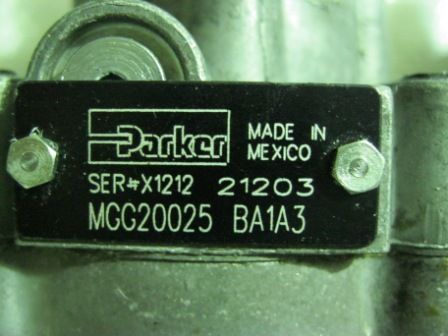 Parker
MADE IN
MEXICO
SER#X1212 21203
MGG20025 BA1A3